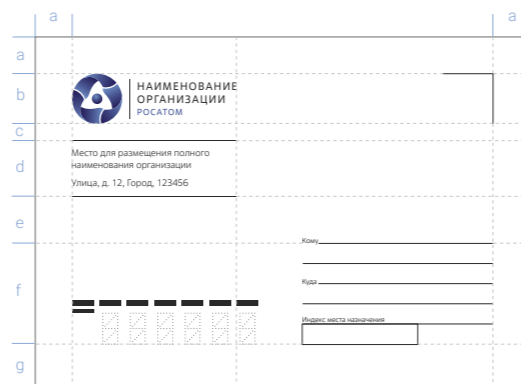 a a
a
b
НАИМЕНОВАНИЕ
ОРГАНИЗАЦИИ
РОСАТОМ
c
d
Место для размещения полного
наименования организации
Улица, д. 12, Город, 123456
e
Кому
f
Куда
Индекс места назначения
g